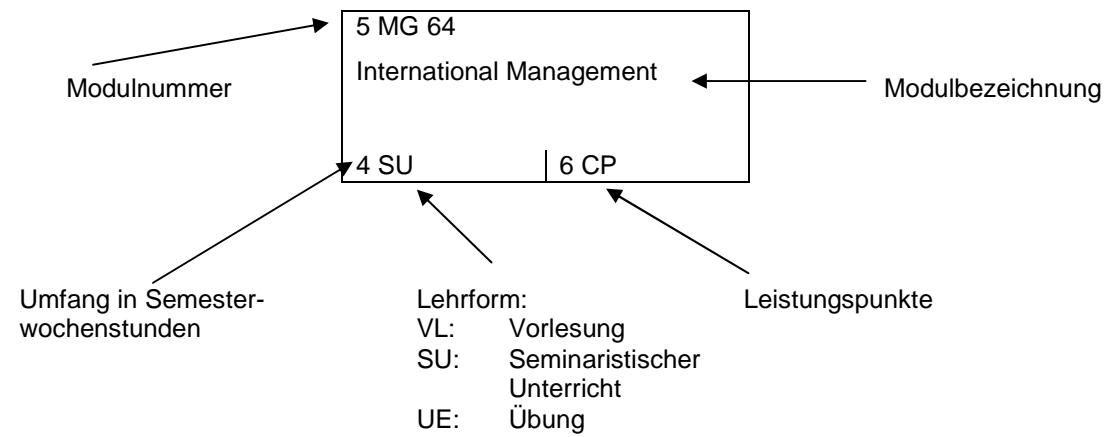 5 MG 64
International Management
Modulnummer
Modulbezeichnung
4 SU 6 CP
Umfang in Semester-
wochenstunden
Lehrform:
VL: Vorlesung
SU: Seminaristischer
Unterricht
UE: Übung
Leistungspunkte